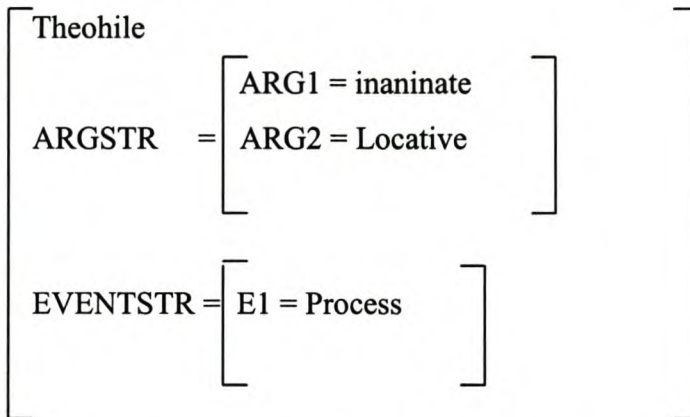 Theohile
ARG1 = inaninate
ARGSTR = ARG2 = Locative
EVENTSTR = E1 = Process